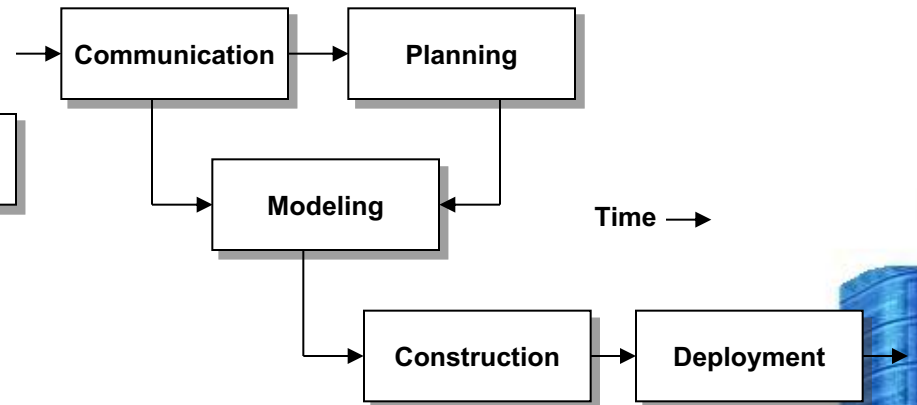 Communication
Planning
Modeling
Time
Construction
Deployment